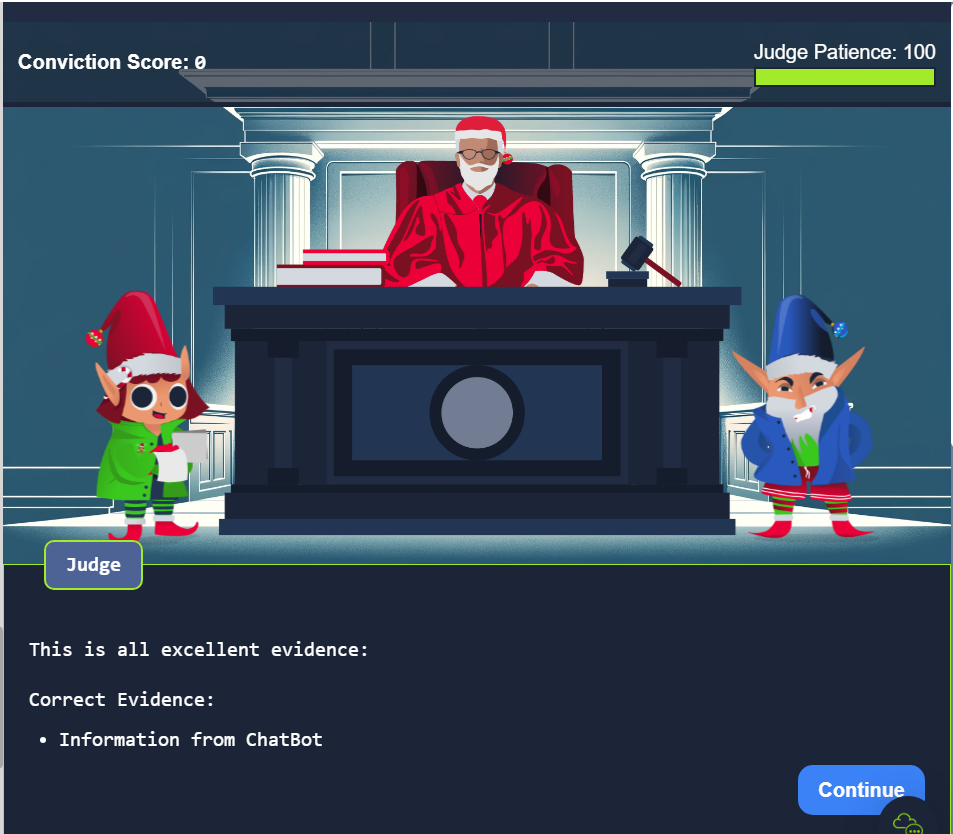 Conviction Score: 0
Judge Patience: 100
Judge
This is all excellent evidence:
Correct Evidence:
• Information from ChatBot
Continue